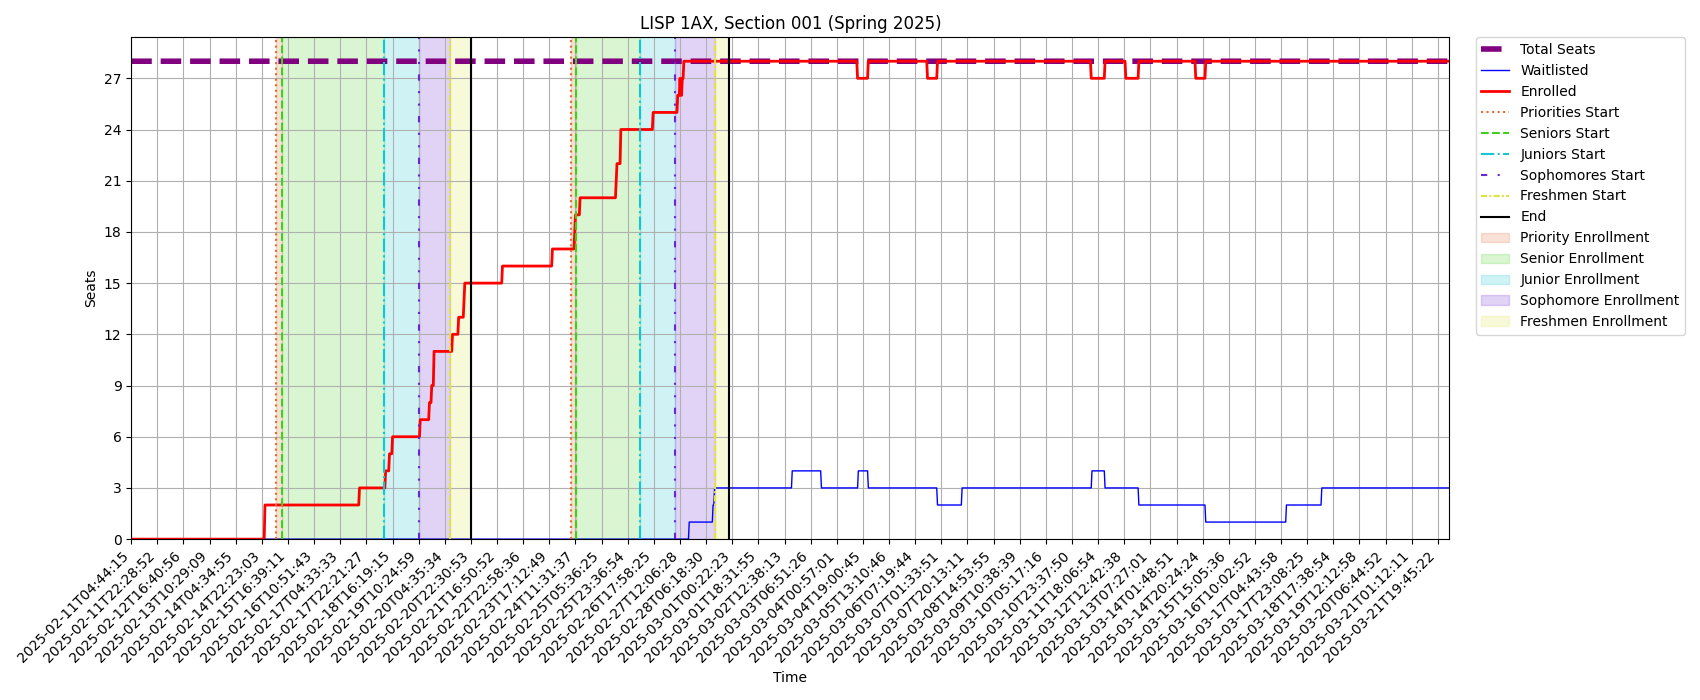 LISP 1AX, Section 001 (Spring 2025)
Seats
27
24
21
18
15
12
9
6
3
0
2025-02-11T04:44:15
2025-02-11T22:28:52
2025-02-12T16:40:56
2025-02-13T10:29:09
2025-02-14T04:34:55
2025-02-14T22:23:03
2025-02-15T16:39:11
2025-02-16T10:51:43
2025-02-17T04:33:33
2025-02-17T22:21:27
2025-02-18T16:19:15
2025-02-19T10:24:59
2025-02-20T04:35:34
2025-02-20T22:30:53
2025-02-21T16:50:52
2025-02-22T22:58:36
2025-02-23T17:12:49
2025-02-24T11:31:37
2025-02-25T05:36:25
2025-02-25T23:36:54
2025-02-26T17:58:25
2025-02-27T12:06:28
2025-02-28T06:18:30
2025-03-01T00:22:23
2025-03-01T18:31:55
2025-03-02T12:38:13
2025-03-03T06:51:26
2025-03-04T00:57:01
2025-03-04T19:00:45
2025-03-05T13:10:46
2025-03-06T07:19:44
2025-03-07T01:33:51
2025-03-07T20:13:11
2025-03-08T14:53:55
2025-03-09T10:38:39
2025-03-10T05:17:16
2025-03-10T23:37:50
2025-03-11T18:06:54
2025-03-12T12:42:38
2025-03-13T07:27:01
2025-03-14T01:48:51
2025-03-14T20:24:24
2025-03-15T15:05:36
2025-03-16T10:02:52
2025-03-17T04:43:58
2025-03-17T23:08:25
2025-03-18T17:38:54
2025-03-19T12:12:58
2025-03-20T06:44:52
2025-03-21T01:12:11
2025-03-21T19:45:22
Time
Total Seats
Waitlisted
Enrolled
Priorities Start
Seniors Start
Juniors Start
Sophomores Start
Freshmen Start
End
Priority Enrollment
Senior Enrollment
Junior Enrollment
Sophomore Enrollment
Freshmen Enrollment